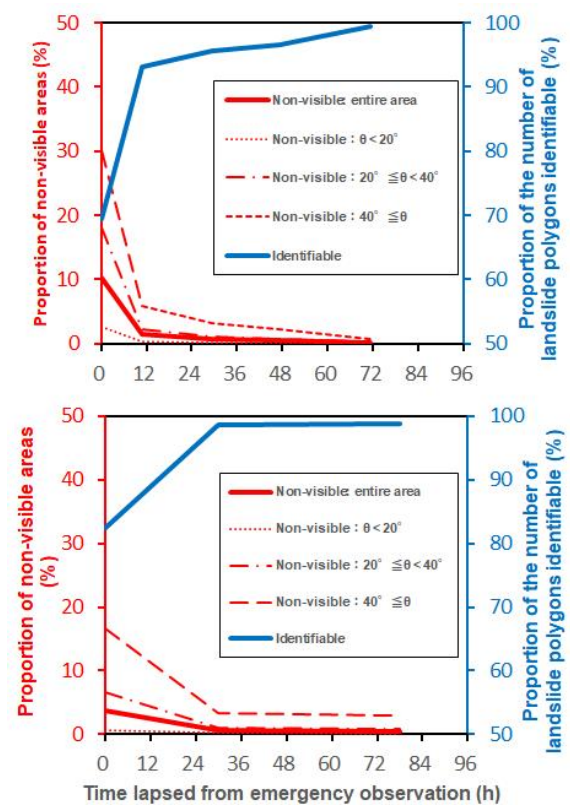 50
40
30
20
10
0
Proportion of non-visible areas (%)
100
90
80
70
60
50
Proportion of the number of
landslide polygons identifiable (%)
Non-visible: entire area
Non-visible：θ<20°
Non-visible：20° ≦θ<40°
Non-visible：40° ≦θ
Identifiable
0 12 24 36 48 60 72 84 96
50
40
30
20
10
0
Proportion of non-visible areas
(%)
100
90
80
70
60
50
Proportion of the number of
landslide polygons identifiable (%)
Non-visible: entire area
Non-visible：θ<20°
Non-visible：20° ≦θ<40°
Non-visible：40° ≦θ
Identifiable
0 12 24 36 48 60 72 84 96
Time lapsed from emergency observation (h)